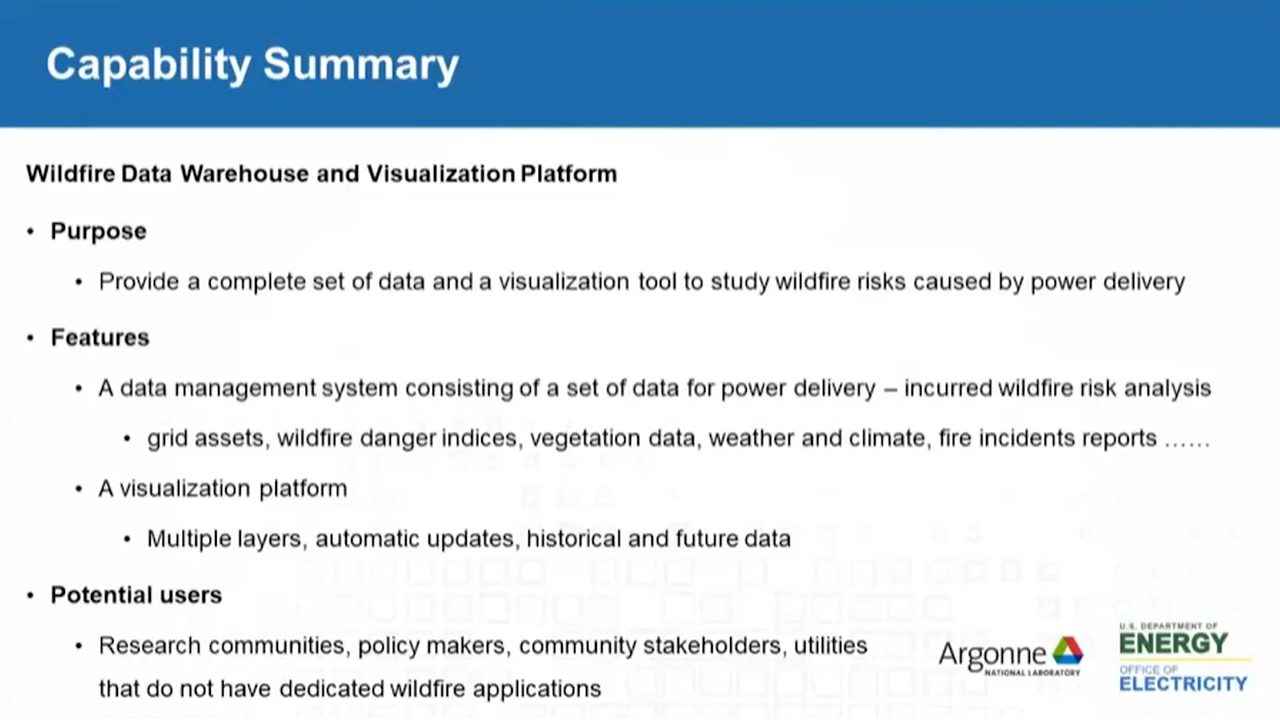 Capability Summary
Wildfire Data Warehouse and Visualization Platform
• Purpose
• Provide a complete set of data and a visualization tool to study wildfire risks caused by power delivery
• Features
• A data management system consisting of a set of data for power delivery – incurred wildfire risk analysis
• grid assets, wildfire danger indices, vegetation data, weather and climate, fire incidents reports ……
• A visualization platform
• Multiple layers, automatic updates, historical and future data
• Potential users
• Research communities, policy makers, community stakeholders, utilities
that do not have dedicated wildfire applications
Argonne
NATIONAL LABORATORY
U.S. DEPARTMENT OF
ENERGY
OFFICE OF
ELECTRICITY